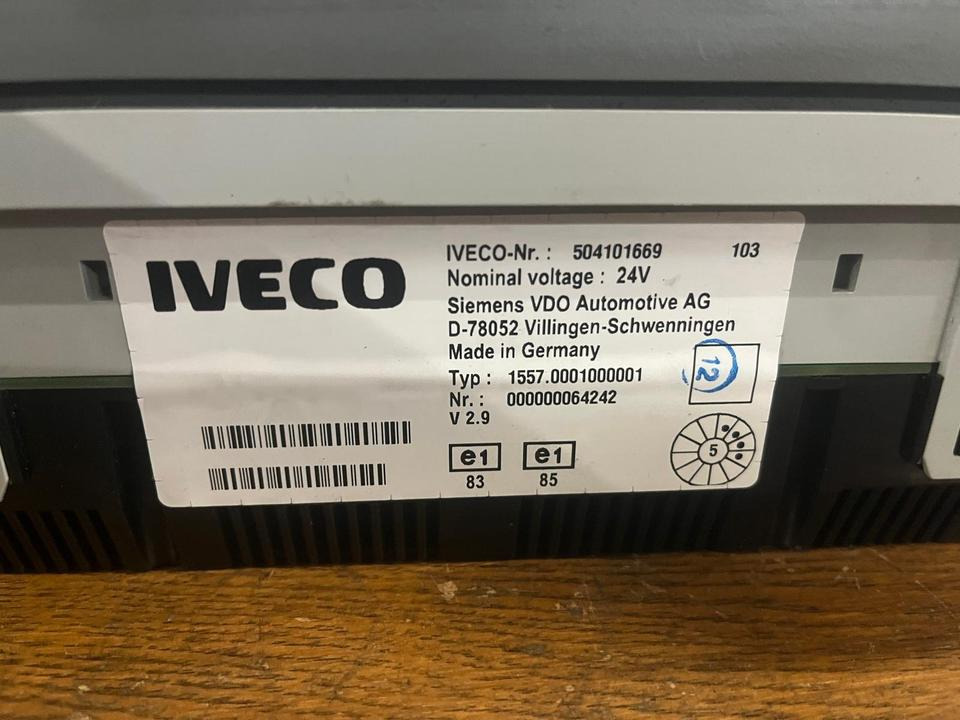 IVECO
IVECO-Nr. : 504101669 103
Nominal voltage : 24V
Siemens VDO Automotive AG
D-78052 Villingen-Schwenningen
Made in Germany
Typ : 1557.0001000001
Nr. : 000000064242
V 2.9
12
e1 e1
83 85
5